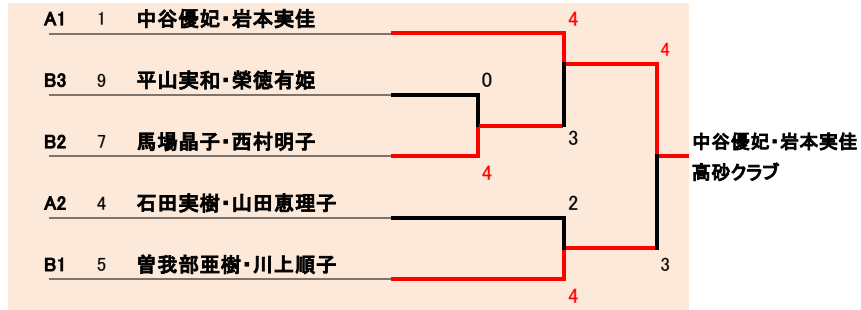 A1 1 中谷優妃・岩本実佳 4
4
B3 9 平山実和・榮徳有姫 0
B2 7 馬場晶子・西村明子 3
中谷優妃・岩本実佳
4
高砂クラブ
A2 4 石田実樹・山田恵理子 2
B1 5 曽我部亜樹・川上順子 3
4